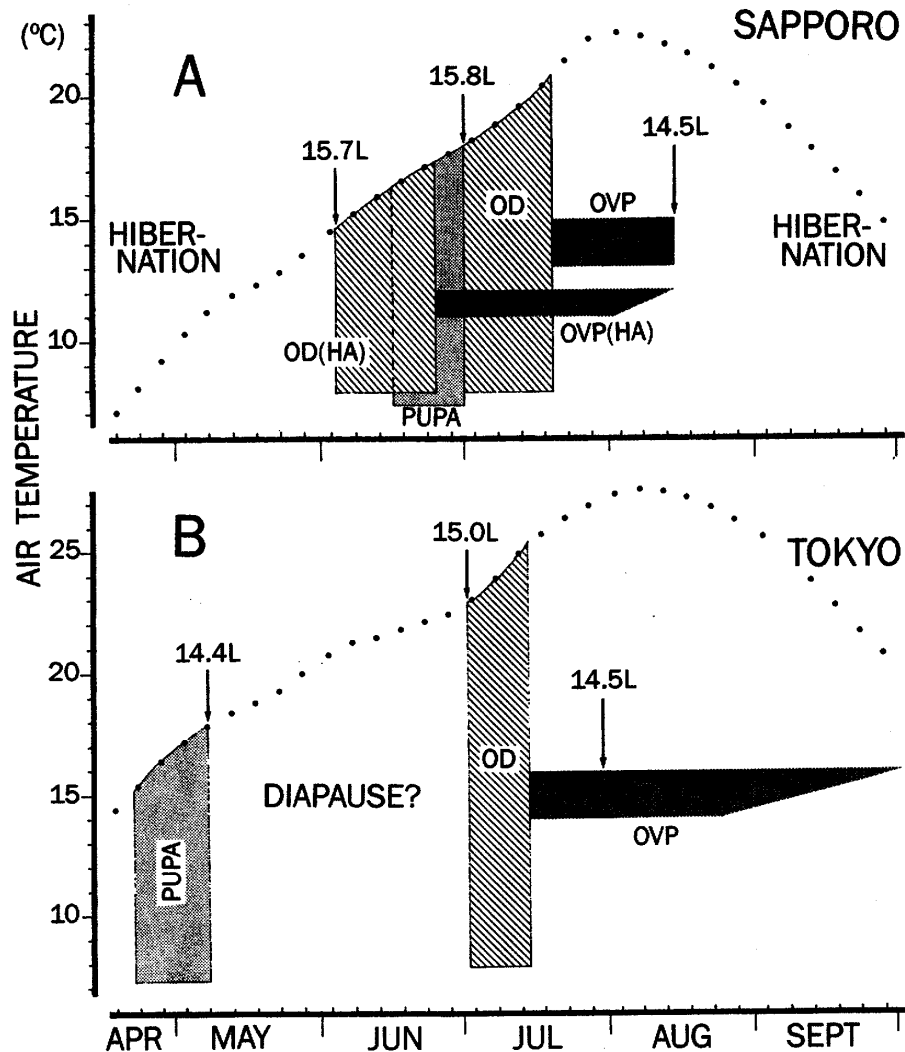 (°C)
SAPPORO
A
15.8L
20
14.5L
15.7L
OD
OVP
15
HIBER-
NATION
HIBER-
NATION
10
OD(HA)
OVP(HA)
PUPA
AIR TEMPERATURE
B
15.0L
TOKYO
25
14.4L
20
14.5L
OD
DIAPAUSE?
15
OVP
PUPA
10
APR MAY JUN JUL AUG SEPT